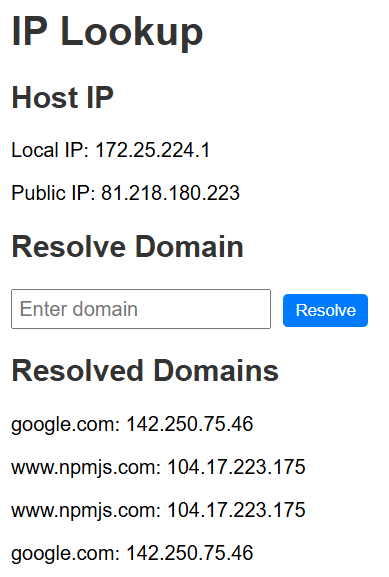 IP Lookup
Host IP
Local IP: 172.25.224.1
Public IP: 81.218.180.223
Resolve Domain
Enter domain
Resolve
Resolved Domains
google.com: 142.250.75.46
www.npmjs.com: 104.17.223.175
www.npmjs.com: 104.17.223.175
google.com: 142.250.75.46